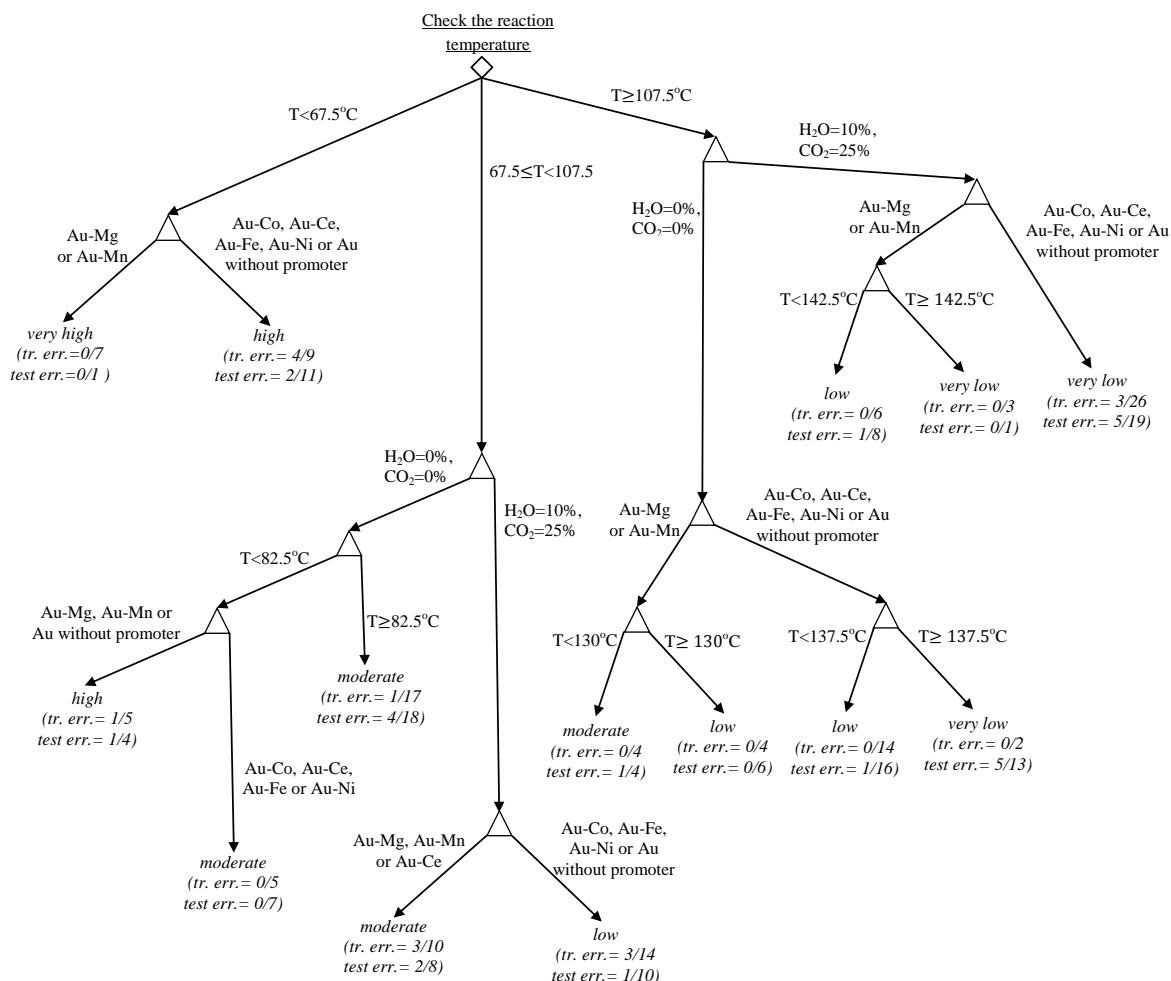 Check the reaction
temperature
T<67.5°C
67.5≤T<107.5
T≥107.5°C
H₂O=10%,
CO₂=25%
H₂O=0%,
CO₂=0%
Au-Mg
or Au-Mn
Au-Co, Au-Ce,
Au-Fe, Au-Ni or Au
without promoter
very high
(tr. err.=0/7
test err.=0/1 )
high
(tr. err.= 4/9
test err.= 2/11)
Au-Mg
or Au-Mn
Au-Co, Au-Ce,
Au-Fe, Au-Ni or Au
without promoter
T<142.5°C
T≥ 142.5°C
low
(tr. err.= 0/6
test err.= 1/8)
very low
(tr. err.= 0/3
test err.= 0/1)
very low
(tr. err.= 3/26
test err.= 5/19)
H₂O=0%,
CO₂=0%
H₂O=10%,
CO₂=25%
T<82.5°C
T≥82.5°C
Au-Mg, Au-Mn or
Au without promoter
high
(tr. err.= 1/5
test err.= 1/4)
moderate
(tr. err.= 1/17
test err.= 4/18)
Au-Co, Au-Ce,
Au-Fe or Au-Ni
moderate
(tr. err.= 0/5
test err.= 0/7)
Au-Mg, Au-Mn
or Au-Ce
Au-Co, Au-Fe,
Au-Ni or Au
without promoter
moderate
(tr. err.= 3/10
test err.= 2/8)
low
(tr. err.= 3/14
test err.= 1/10)
Au-Mg
or Au-Mn
Au-Co, Au-Ce,
Au-Fe, Au-Ni or Au
without promoter
T<130°C
T≥ 130°C
T<137.5°C
T≥ 137.5°C
moderate
(tr. err.= 0/4
test err.= 1/4)
low
(tr. err.= 0/4
test err.= 0/6)
low
(tr. err.= 0/14
test err.= 1/16)
very low
(tr. err.= 0/2
test err.= 5/13)